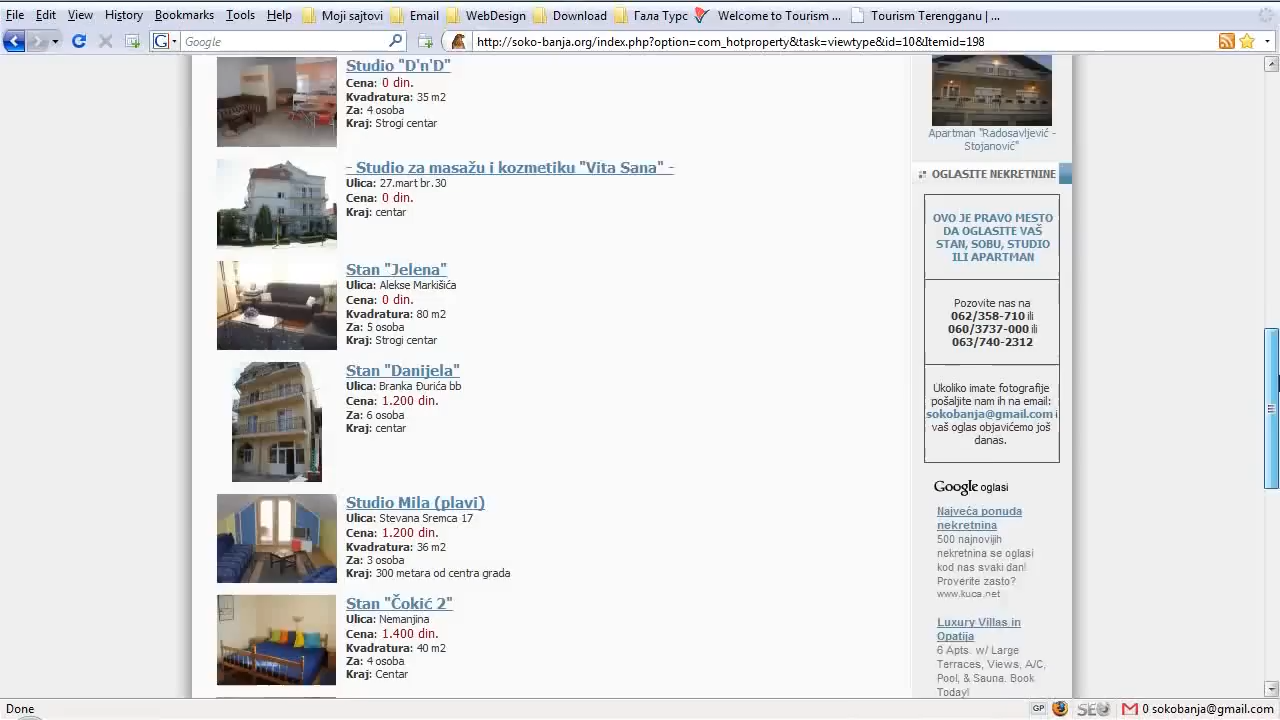 File Edit View History Bookmarks Tools Help Moji sajtovi Email WebDesign Download Гала Турс Welcome to Tourism ... Tourism Terengganu | ...
G Google http://soko-banja.org/index.php?option=com_hotproperty&task=viewtype&id=10&Itemid=198
Studio "D'n'D"
Cena: 0 din.
Kvadratura: 35 m2
Za: 4 osoba
Kraj: Strogi centar
- Studio za masažu i kozmetiku "Vita Sana" -
Ulica: 27.mart br.30
Cena: 0 din.
Kraj: centar
Stan "Jelena"
Ulica: Alekse Markišića
Cena: 0 din.
Kvadratura: 80 m2
Za: 5 osoba
Kraj: Strogi centar
Stan "Danijela"
Ulica: Branka Đurića bb
Cena: 1.200 din.
Za: 6 osoba
Kraj: centar
Studio Mila (plavi)
Ulica: Stevana Sremca 17
Cena: 1.200 din.
Kvadratura: 36 m2
Za: 3 osoba
Kraj: 300 metara od centra grada
Stan "Čokić 2"
Ulica: Nemanjina
Cena: 1.400 din.
Kvadratura: 40 m2
Za: 4 osoba
Kraj: Centar
Apartman "Radosavljević -
Stojanović"
OGLASITE NEKRETNINE
OVO JE PRAVO MESTO
DA OGLASITE VAŠ
STAN, SOBU, STUDIO
ILI APARTMAN
Pozovite nas na
062/358-710 ili
060/3737-000 ili
063/740-2312
Ukoliko imate fotografije
pošaljite nam ih na email:
sokobanja@gmail.com i
vaš oglas objavićemo još
danas.
Google oglasi
Najveća ponuda
nekretnina
500 najnovijih
nekretnina se oglasi
kod nas svaki dan!
Proverite zasto?
www.kuca.net
Luxury Villas in
Opatija
6 Apts. w/ Large
Terraces, Views, A/C,
Pool, & Sauna. Book
Today!
Done GP SEO 0 sokobanja@gmail.com